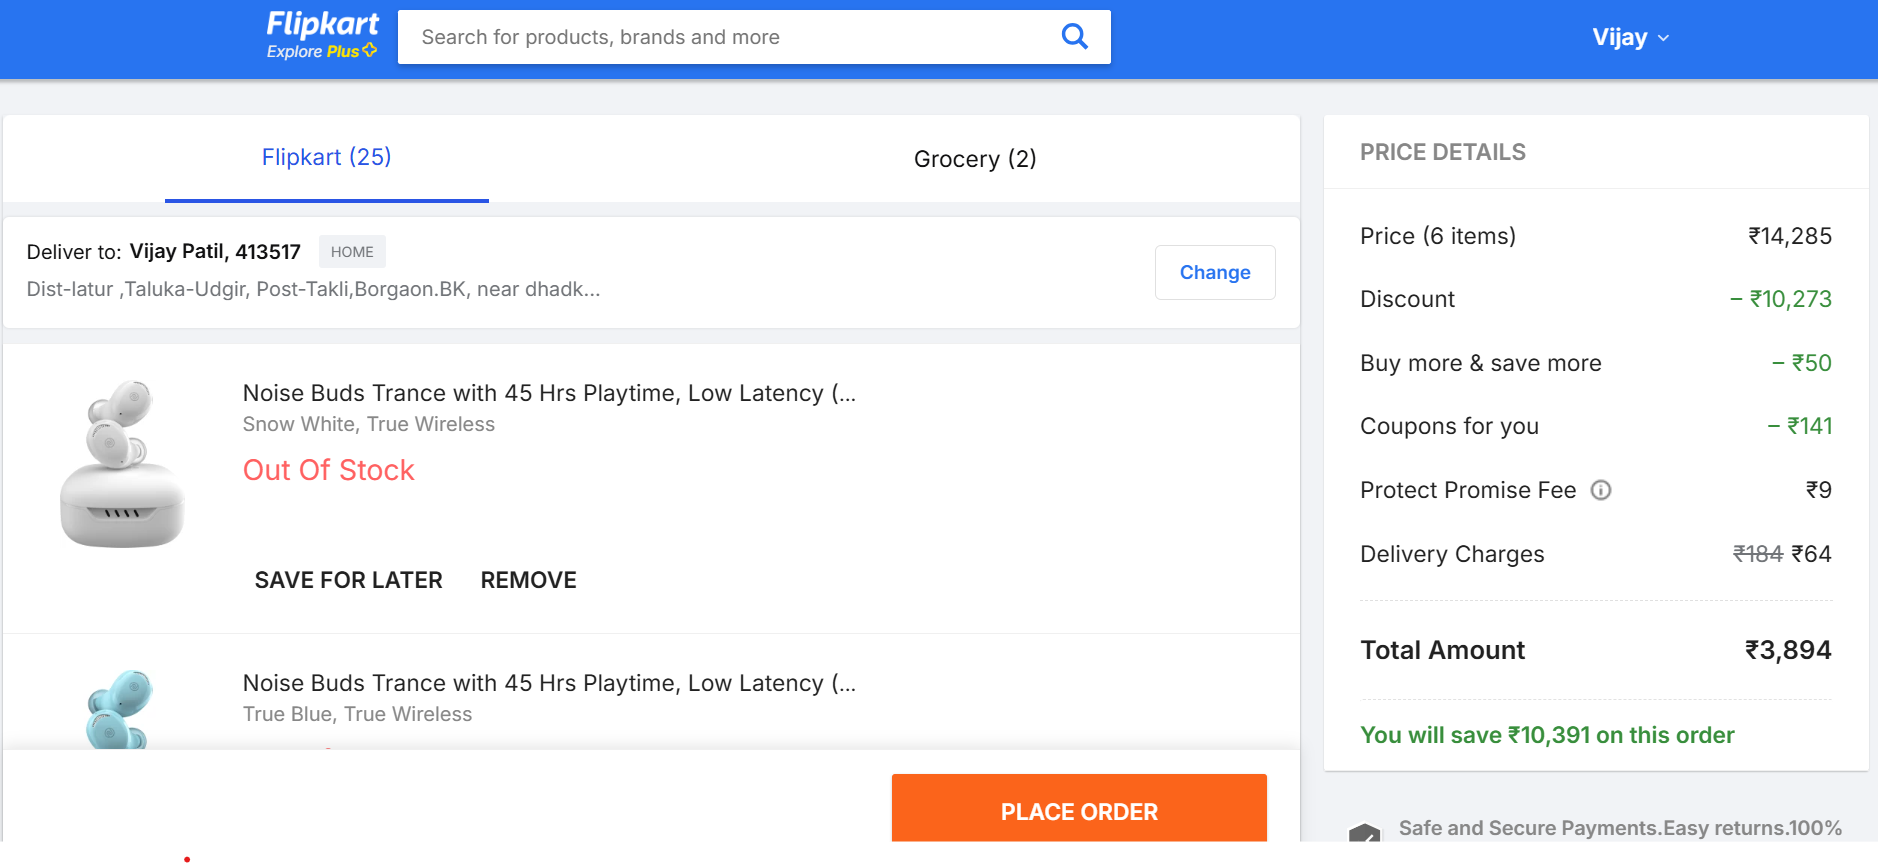 Flipkart
Explore Plus
Search for products, brands and more
Vijay
Flipkart (25)
Grocery (2)
Deliver to: Vijay Patil, 413517 HOME
Dist-latur ,Taluka-Udgir, Post-Takli,Borgaon.BK, near dhadk...
Change
Noise Buds Trance with 45 Hrs Playtime, Low Latency (...
Snow White, True Wireless
Out Of Stock
SAVE FOR LATER REMOVE
Noise Buds Trance with 45 Hrs Playtime, Low Latency (...
True Blue, True Wireless
PLACE ORDER
PRICE DETAILS
Price (6 items) ₹14,285
Discount − ₹10,273
Buy more & save more − ₹50
Coupons for you − ₹141
Protect Promise Fee ₹9
Delivery Charges ₹184 ₹64
Total Amount ₹3,894
You will save ₹10,391 on this order
Safe and Secure Payments.Easy returns.100%